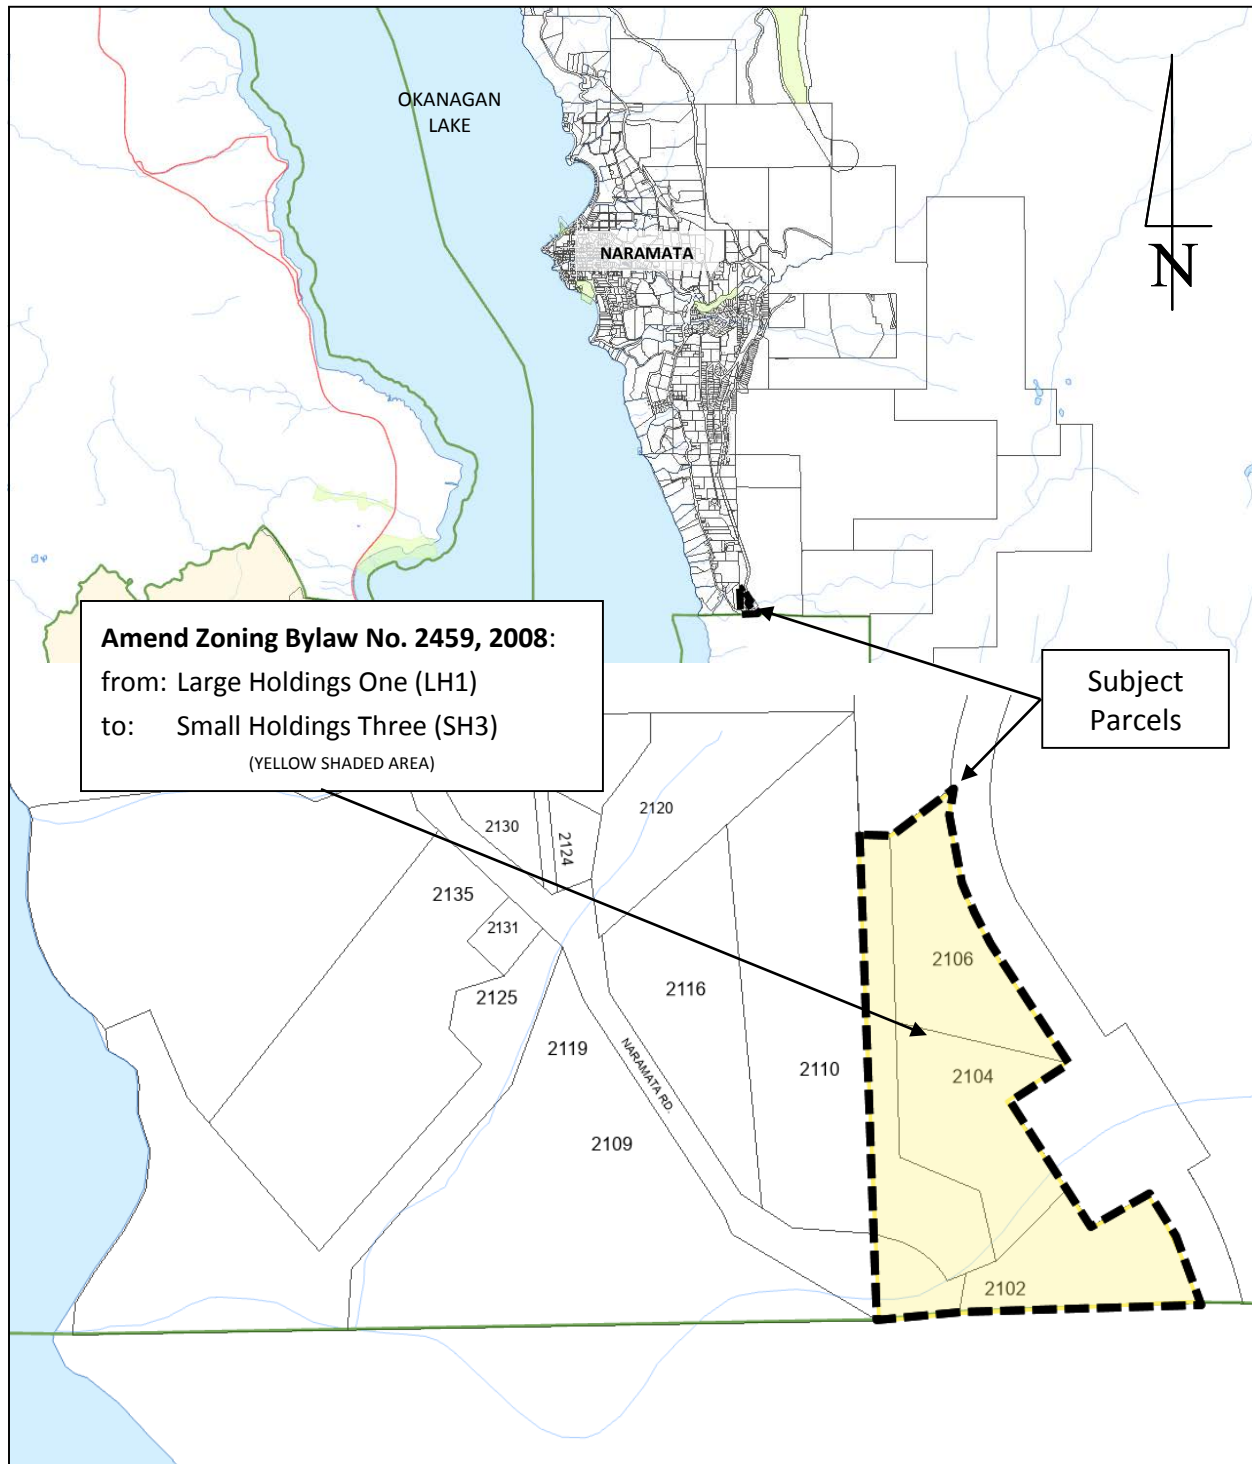 OKANAGAN
LAKE
NARAMATA
N
Amend Zoning Bylaw No. 2459, 2008:
from: Large Holdings One (LH1)
to: Small Holdings Three (SH3)
(YELLOW SHADED AREA)
Subject
Parcels
2120
2130
2124
2135
2131
2106
2116
2125
2119
2110
2104
NARAMATA RD.
2109
2102